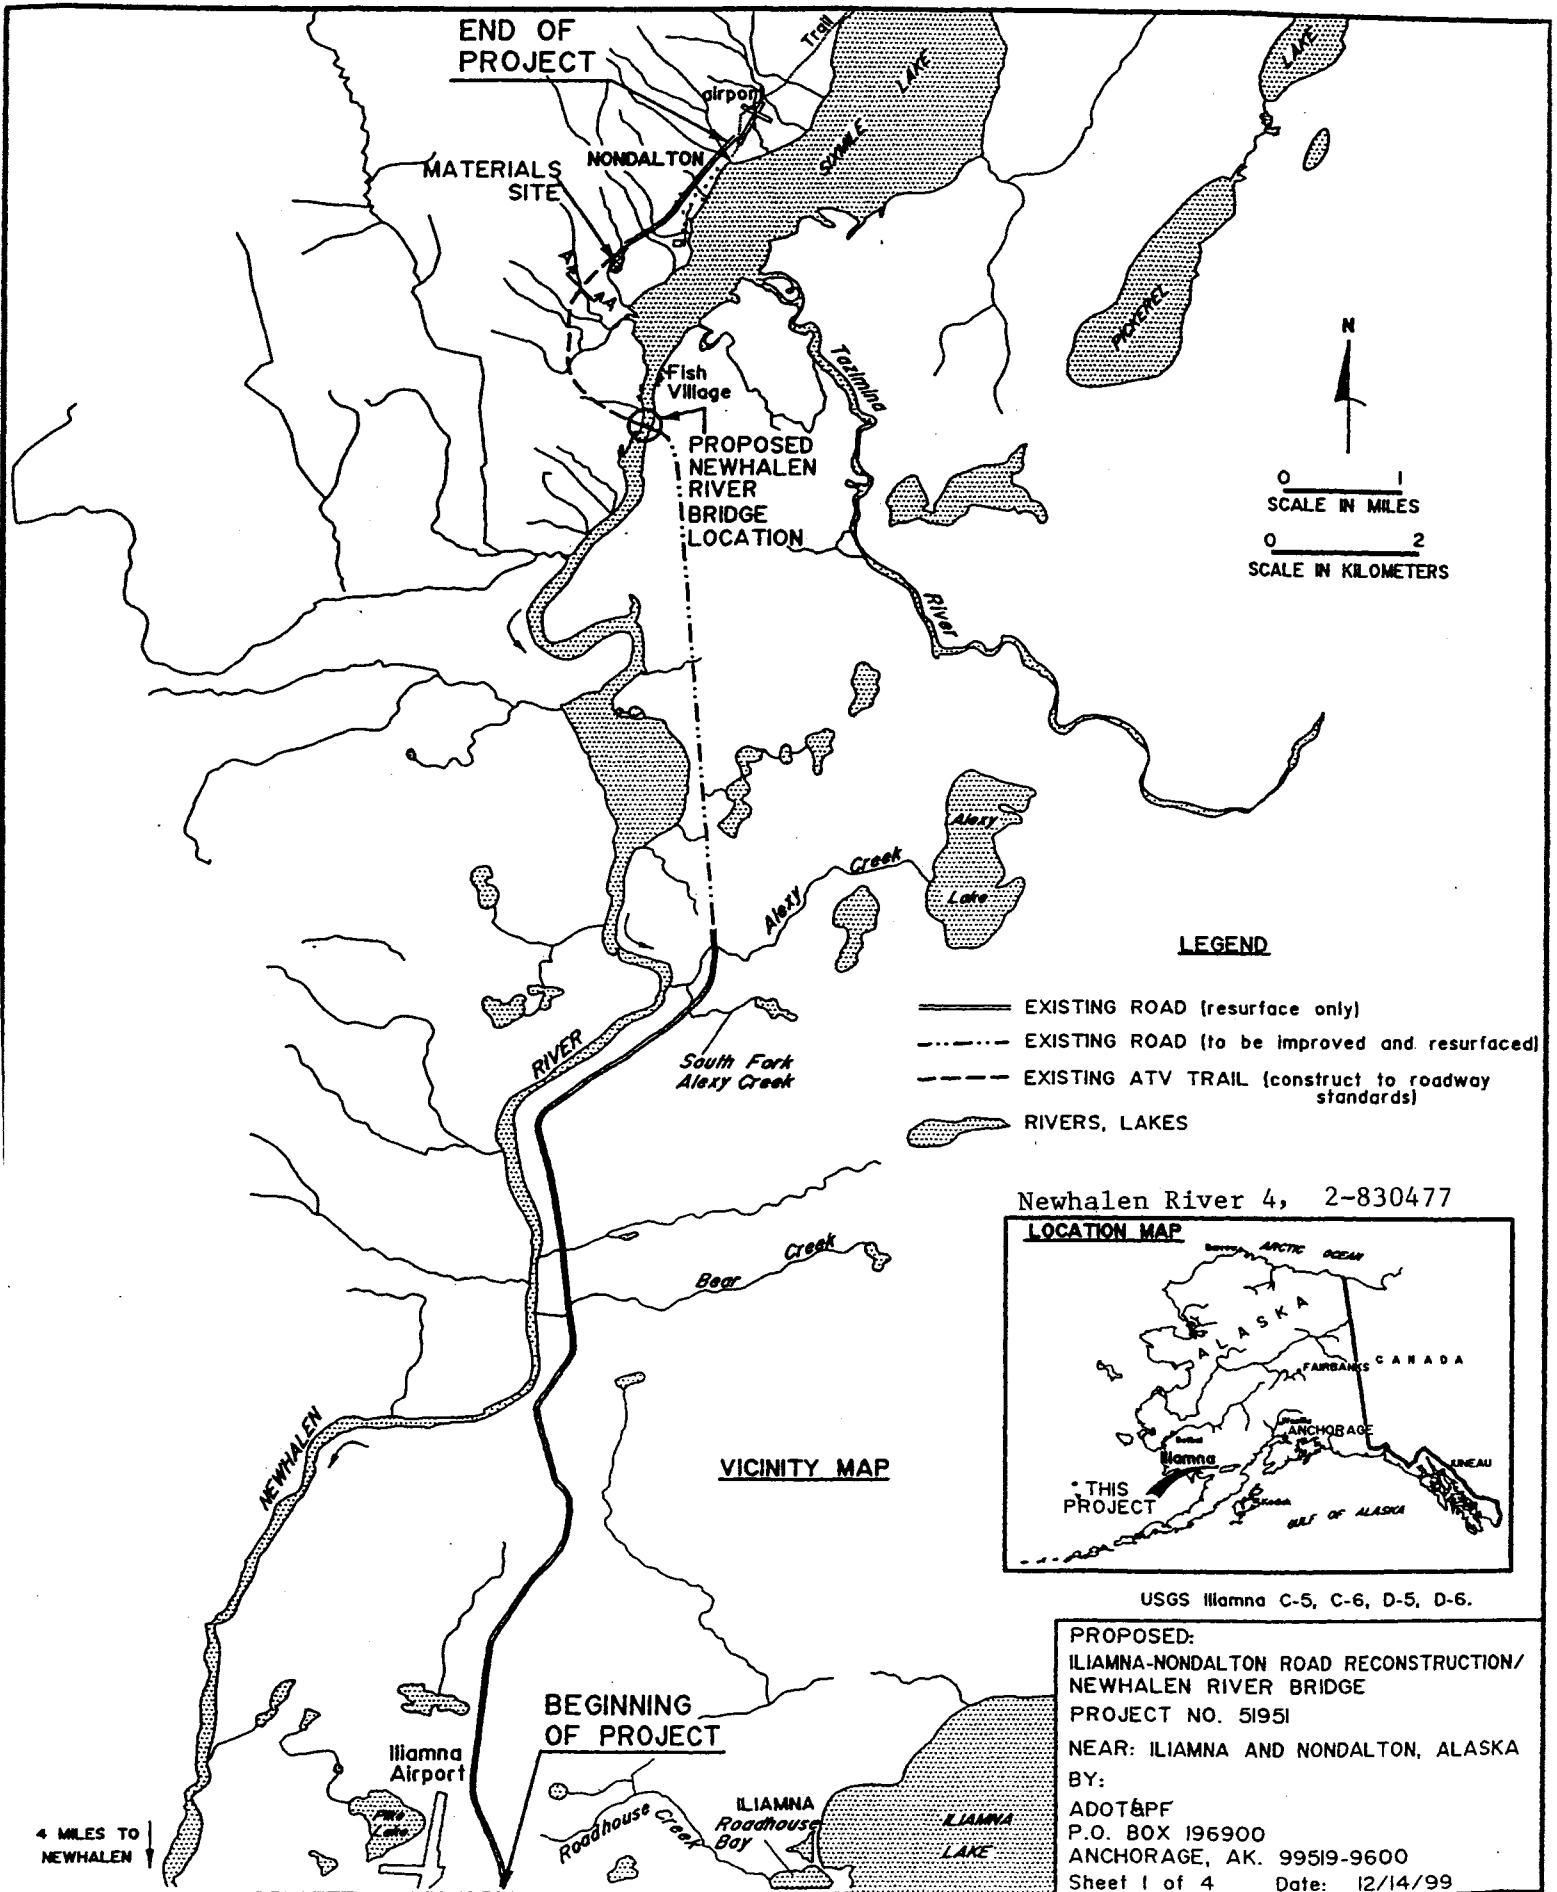 END OF
PROJECT
Trail
airport
LAKE
SIXMILE
LAKE
NONDALTON
MATERIALS
SITE
PICKEREL
N
Tazimina
Fish
Village
PROPOSED
NEWHALEN
RIVER
BRIDGE
LOCATION
0 1
SCALE IN MILES
0 2
SCALE IN KILOMETERS
River
Alexy
Lake
Alexy Creek
LEGEND
EXISTING ROAD (resurface only)
EXISTING ROAD (to be improved and resurfaced)
EXISTING ATV TRAIL (construct to roadway
standards)
RIVERS, LAKES
RIVER
South Fork
Alexy Creek
Newhalen River 4, 2-830477
LOCATION MAP
ARCTIC OCEAN
ALASKA
CANADA
FAIRBANKS
ANCHORAGE
Bethel
Iliamna
JUNEAU
THIS
PROJECT
Kodiak
GULF OF ALASKA
Bear Creek
NEWHALEN
VICINITY MAP
USGS Iliamna C-5, C-6, D-5, D-6.
BEGINNING
OF PROJECT
Iliamna
Airport
Pike
Lake
4 MILES TO
NEWHALEN
Roadhouse Creek
ILIAMNA
Roadhouse
Bay
ILIAMNA
LAKE
PROPOSED:
ILIAMNA-NONDALTON ROAD RECONSTRUCTION/
NEWHALEN RIVER BRIDGE
PROJECT NO. 51951
NEAR: ILIAMNA AND NONDALTON, ALASKA
BY:
ADOT&PF
P.O. BOX 196900
ANCHORAGE, AK. 99519-9600
Sheet 1 of 4 Date: 12/14/99